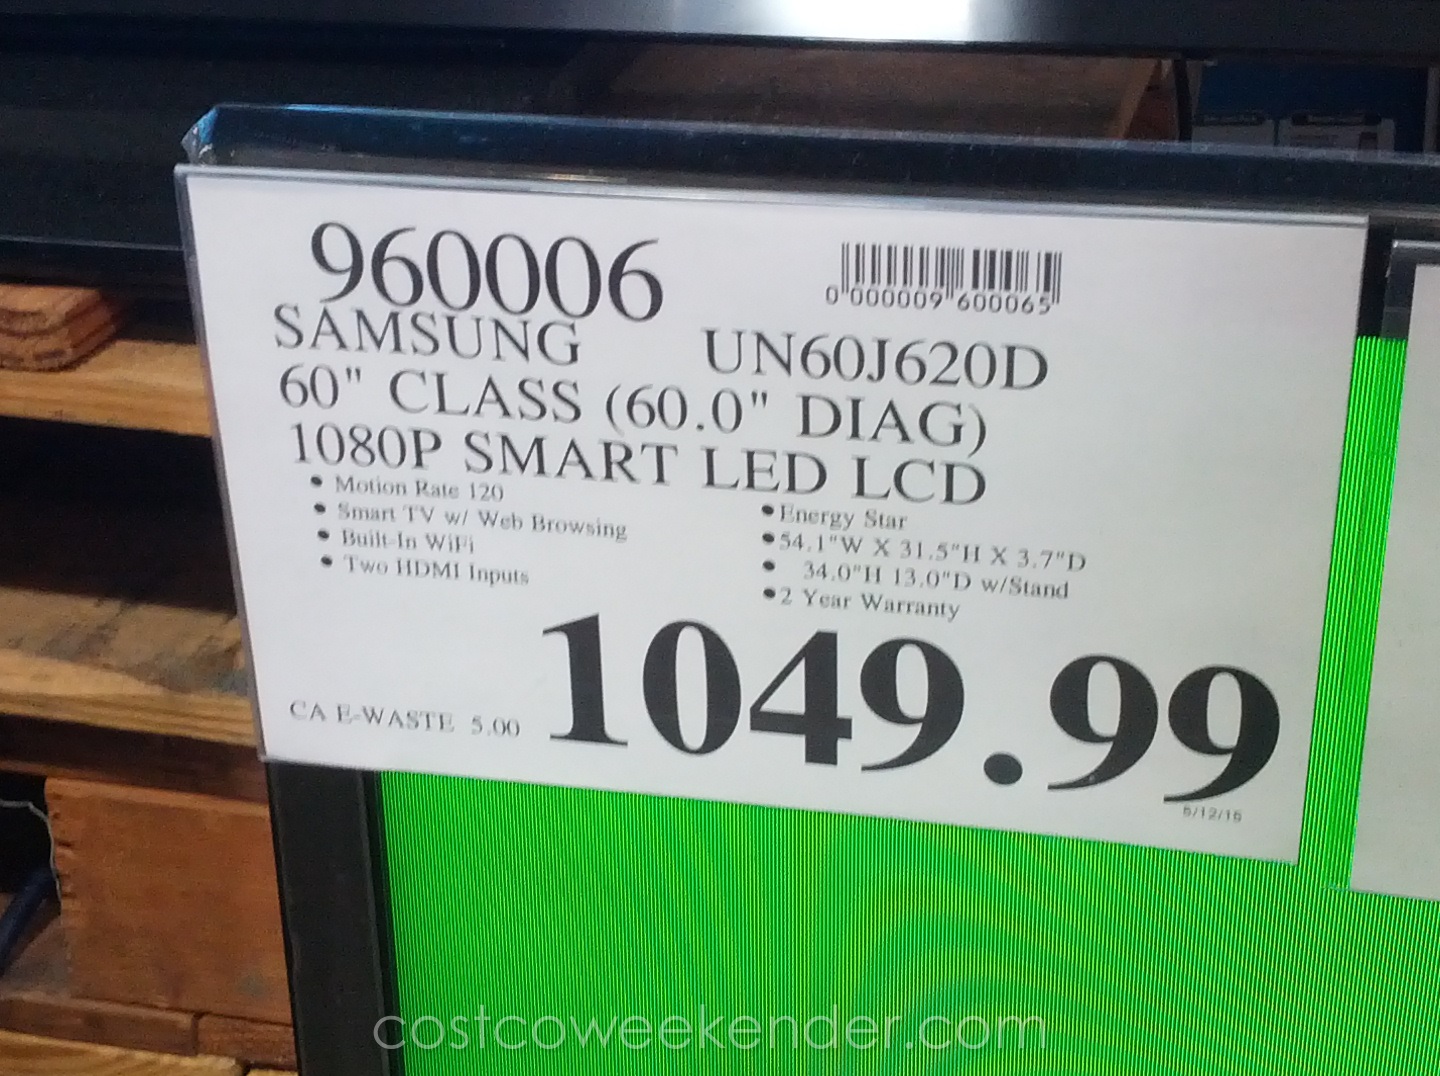 960006
0 000009 600065
SAMSUNG UN60J620D
60" CLASS (60.0" DIAG)
1080P SMART LED LCD
• Motion Rate 120
• Smart TV w/ Web Browsing
• Built-In WiFi
• Two HDMI Inputs
• Energy Star
• 54.1"W X 31.5"H X 3.7"D
• 34.0"H 13.0"D w/Stand
• 2 Year Warranty
CA E-WASTE 5.00
1049.99
costcoweekender.com